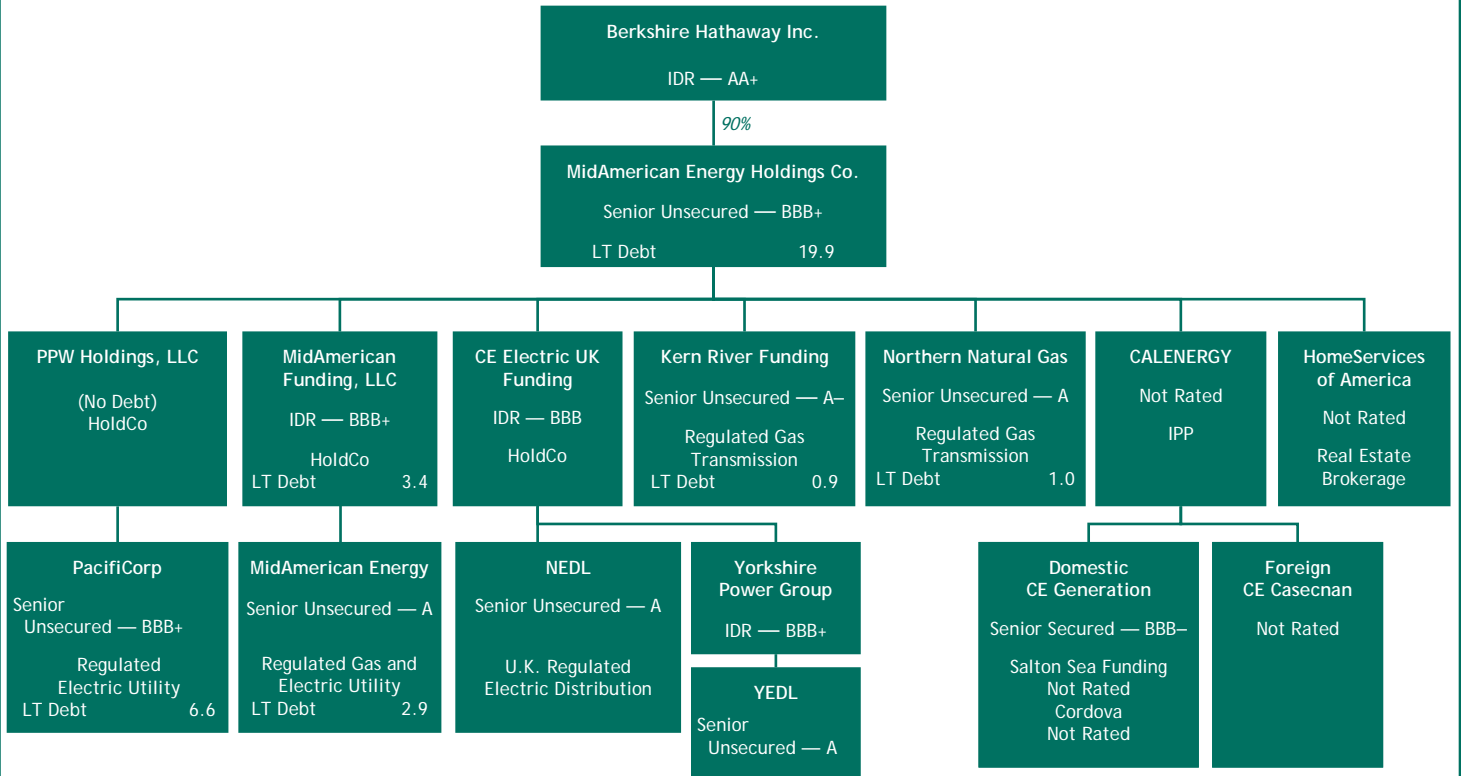 Berkshire Hathaway Inc.
IDR — AA+
90%
MidAmerican Energy Holdings Co.
Senior Unsecured — BBB+
LT Debt 19.9
PPW Holdings, LLC
(No Debt)
HoldCo
MidAmerican
Funding, LLC
IDR — BBB+
HoldCo
LT Debt 3.4
CE Electric UK
Funding
IDR — BBB
HoldCo
Kern River Funding
Senior Unsecured — A–
Regulated Gas
Transmission
LT Debt 0.9
Northern Natural Gas
Senior Unsecured — A
Regulated Gas
Transmission
LT Debt 1.0
CALENERGY
Not Rated
IPP
HomeServices
of America
Not Rated
Real Estate
Brokerage
PacifiCorp
Senior
Unsecured — BBB+
Regulated
Electric Utility
LT Debt 6.6
MidAmerican Energy
Senior Unsecured — A
Regulated Gas and
Electric Utility
LT Debt 2.9
NEDL
Senior Unsecured — A
U.K. Regulated
Electric Distribution
Yorkshire
Power Group
IDR — BBB+
YEDL
Senior
Unsecured — A
Domestic
CE Generation
Senior Secured — BBB–
Salton Sea Funding
Not Rated
Cordova
Not Rated
Foreign
CE Casecnan
Not Rated